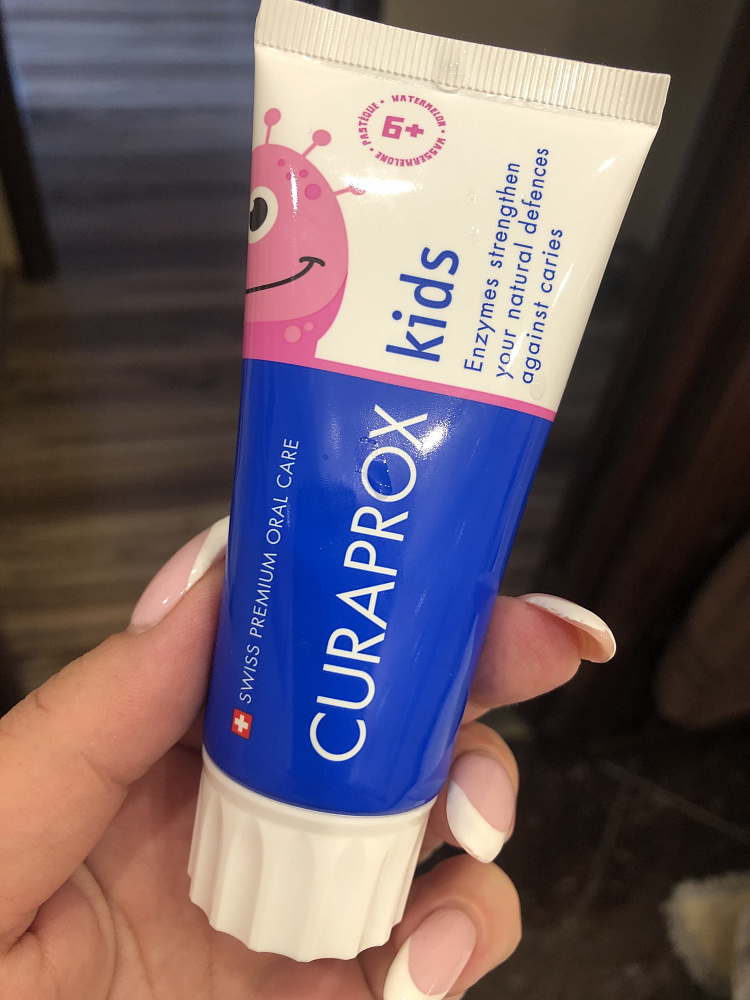 WATERMELON • WASSERMELONE • PASTÈQUE •
6+
kids
Enzymes strengthen
your natural defences
against caries
CURAPROX
SWISS PREMIUM ORAL CARE